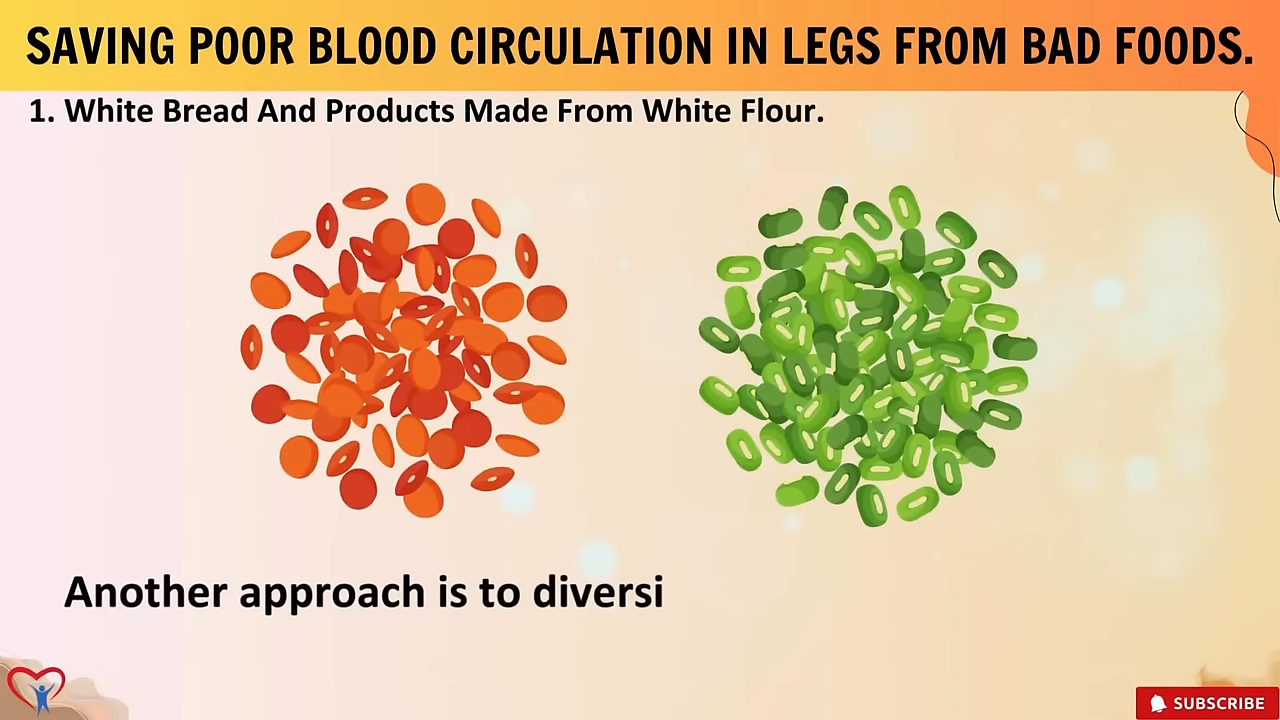 SAVING POOR BLOOD CIRCULATION IN LEGS FROM BAD FOODS.
1. White Bread And Products Made From White Flour.
Another approach is to diversi
SUBSCRIBE